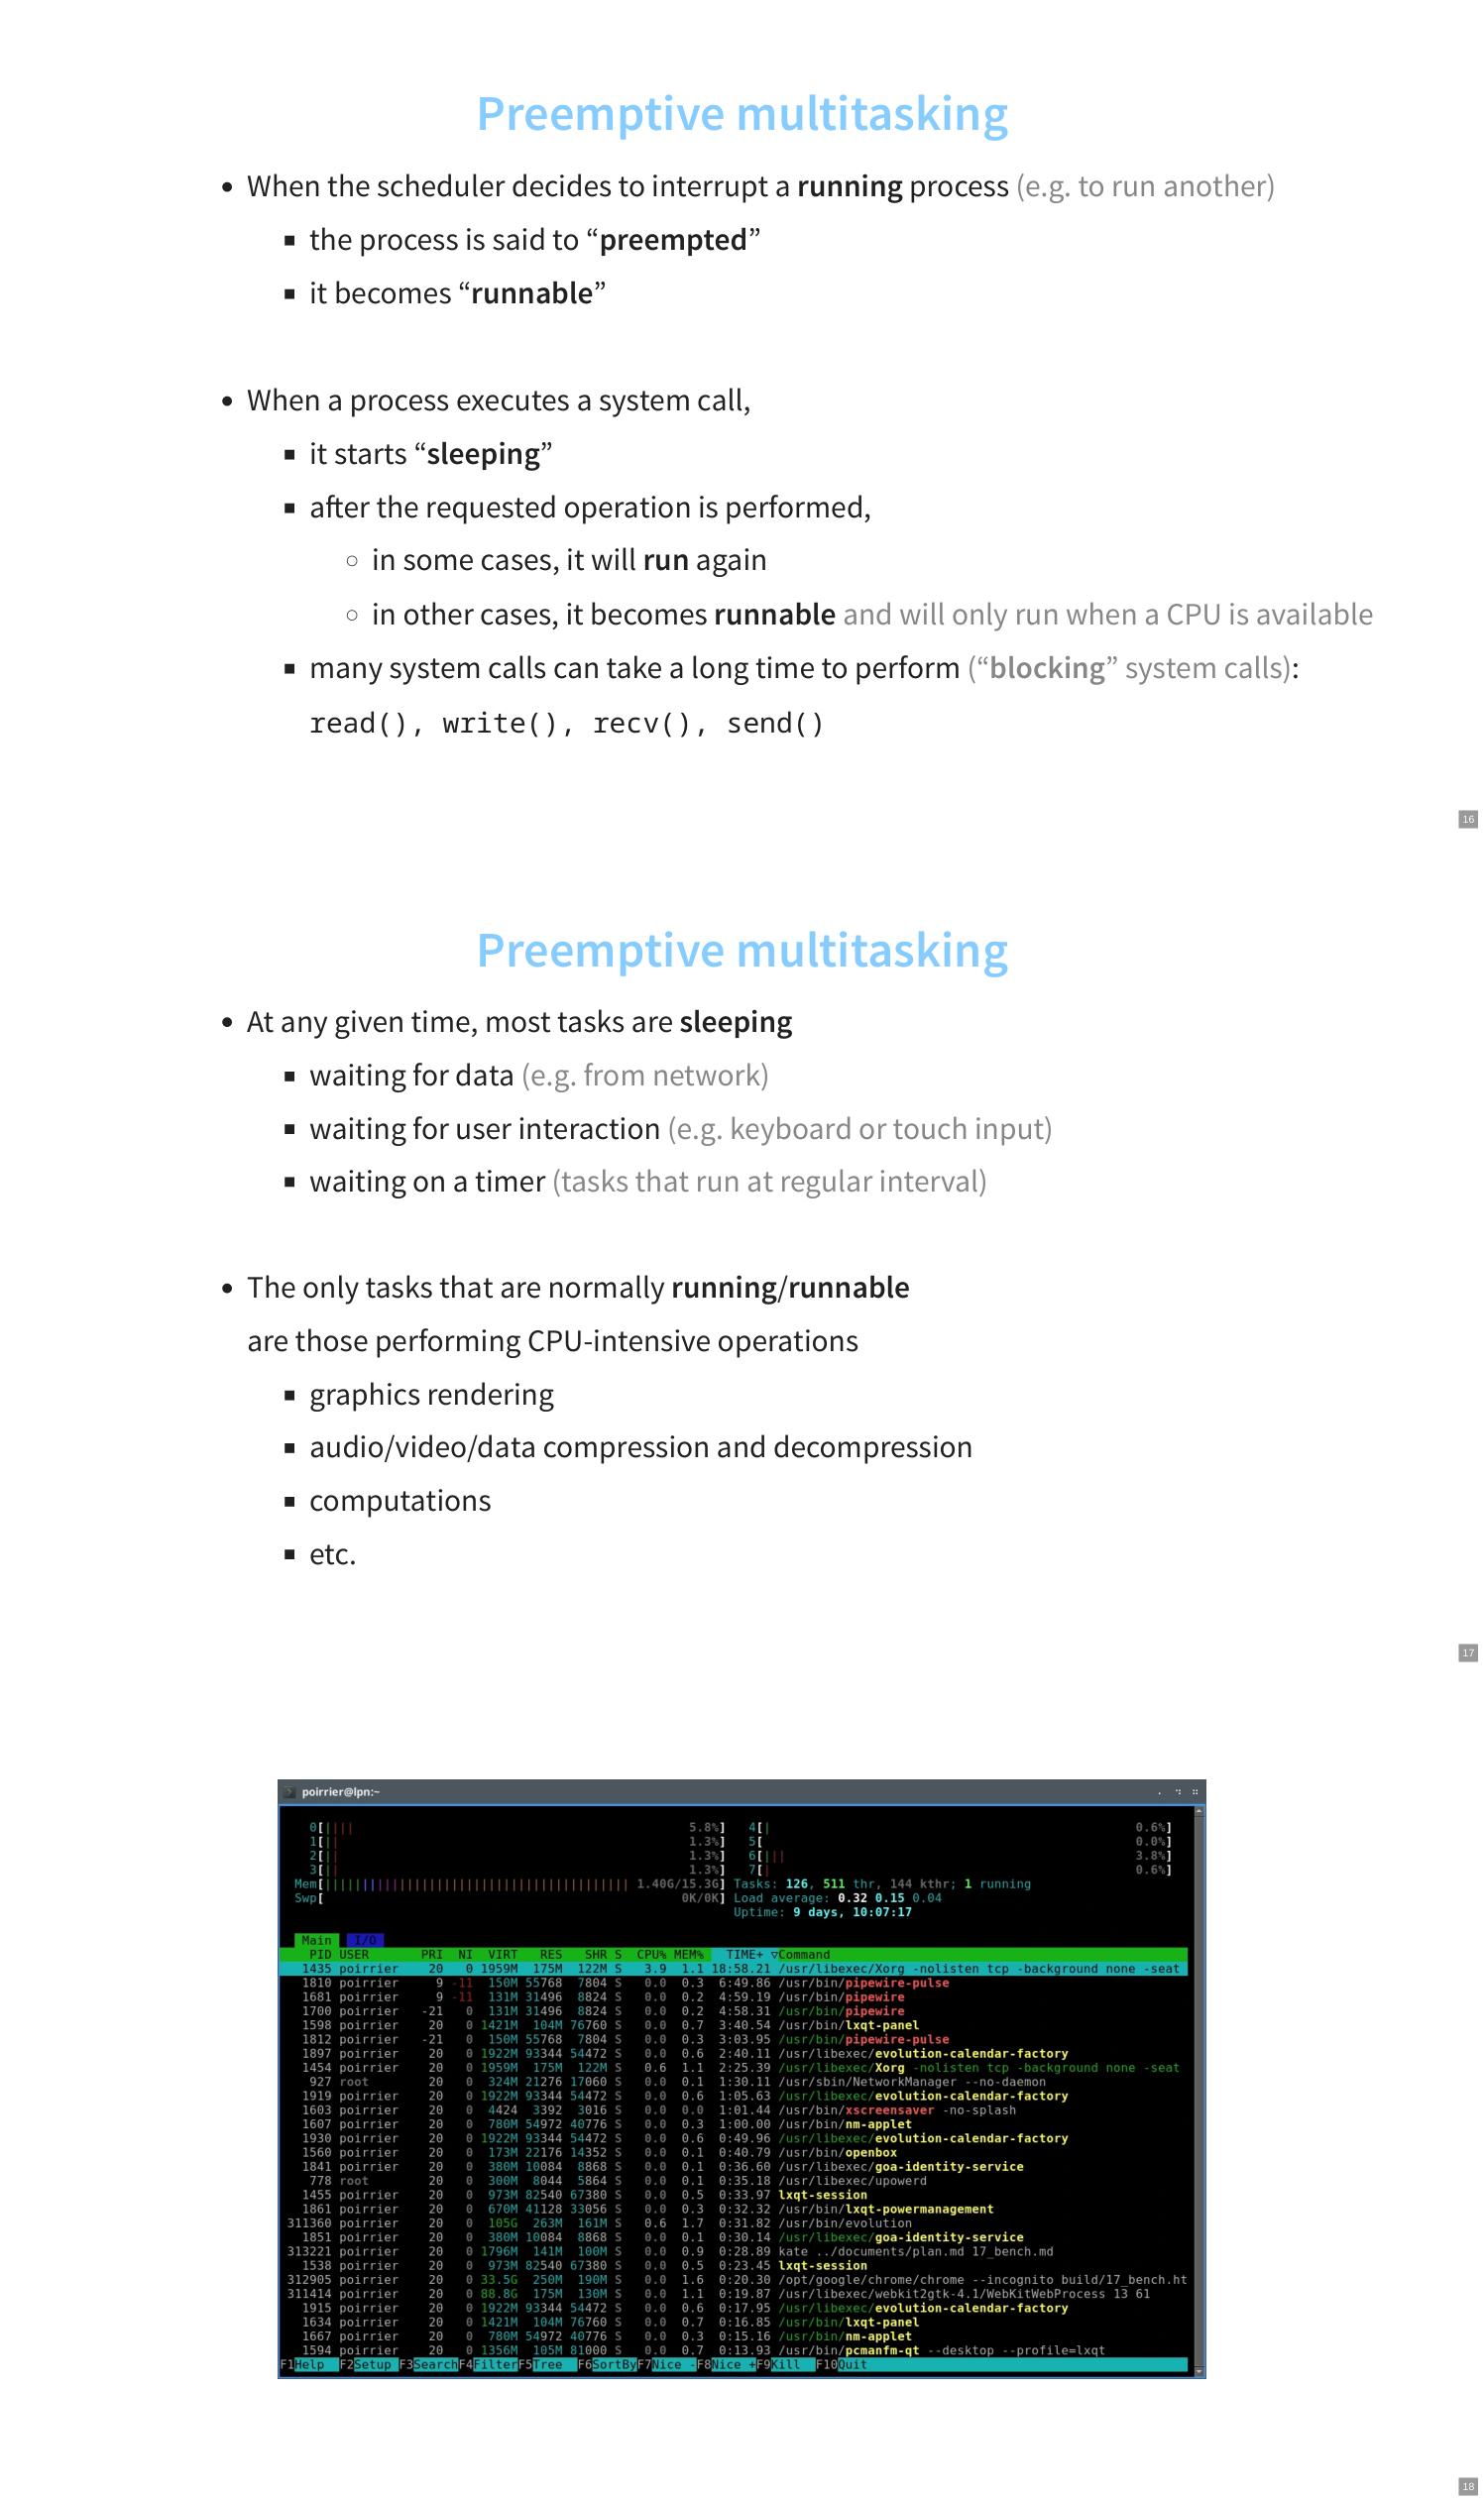 Preemptive multitasking
• When the scheduler decides to interrupt a running process (e.g. to run another)
▪ the process is said to “preempted”
▪ it becomes “runnable”
• When a process executes a system call,
▪ it starts “sleeping”
▪ after the requested operation is performed,
○ in some cases, it will run again
○ in other cases, it becomes runnable and will only run when a CPU is available
▪ many system calls can take a long time to perform (“blocking” system calls):
read(), write(), recv(), send()
16
Preemptive multitasking
• At any given time, most tasks are sleeping
▪ waiting for data (e.g. from network)
▪ waiting for user interaction (e.g. keyboard or touch input)
▪ waiting on a timer (tasks that run at regular interval)
• The only tasks that are normally running/runnable
are those performing CPU-intensive operations
▪ graphics rendering
▪ audio/video/data compression and decompression
▪ computations
▪ etc.
17
poirrier@lpn:~
0[|||| 5.8%] 4[| 0.6%]
1[|| 1.3%] 5[ 0.0%]
2[|| 1.3%] 6[||| 3.8%]
3[|| 1.3%] 7[| 0.6%]
Mem[||||||||||||||||||||||||||||||||||||||||| 1.40G/15.3G] Tasks: 126, 511 thr, 144 kthr; 1 running
Swp[ 0K/0K] Load average: 0.32 0.15 0.04
Uptime: 9 days, 10:07:17
Main I/O
PID USER PRI NI VIRT RES SHR S CPU% MEM% TIME+ ▽Command
1435 poirrier 20 0 1959M 175M 122M S 3.9 1.1 18:58.21 /usr/libexec/Xorg -nolisten tcp -background none -seat
1810 poirrier 9 -11 150M 55768 7804 S 0.0 0.3 6:49.86 /usr/bin/pipewire-pulse
1681 poirrier 9 -11 131M 31496 8824 S 0.0 0.2 4:59.19 /usr/bin/pipewire
1700 poirrier -21 0 131M 31496 8824 S 0.0 0.2 4:58.31 /usr/bin/pipewire
1598 poirrier 20 0 1421M 104M 76760 S 0.0 0.7 3:40.54 /usr/bin/lxqt-panel
1812 poirrier -21 0 150M 55768 7804 S 0.0 0.3 3:03.95 /usr/bin/pipewire-pulse
1897 poirrier 20 0 1922M 93344 54472 S 0.0 0.6 2:40.11 /usr/libexec/evolution-calendar-factory
1454 poirrier 20 0 1959M 175M 122M S 0.6 1.1 2:25.39 /usr/libexec/Xorg -nolisten tcp -background none -seat
927 root 20 0 324M 21276 17060 S 0.0 0.1 1:30.11 /usr/sbin/NetworkManager --no-daemon
1919 poirrier 20 0 1922M 93344 54472 S 0.0 0.6 1:05.63 /usr/libexec/evolution-calendar-factory
1603 poirrier 20 0 4424 3392 3016 S 0.0 0.0 1:01.44 /usr/bin/xscreensaver -no-splash
1607 poirrier 20 0 780M 54972 40776 S 0.0 0.3 1:00.00 /usr/bin/nm-applet
1930 poirrier 20 0 1922M 93344 54472 S 0.0 0.6 0:49.96 /usr/libexec/evolution-calendar-factory
1560 poirrier 20 0 173M 22176 14352 S 0.0 0.1 0:40.79 /usr/bin/openbox
1841 poirrier 20 0 380M 10084 8868 S 0.0 0.1 0:36.60 /usr/libexec/goa-identity-service
778 root 20 0 300M 8044 5864 S 0.0 0.1 0:35.18 /usr/libexec/upowerd
1455 poirrier 20 0 973M 82540 67380 S 0.0 0.5 0:33.97 lxqt-session
1861 poirrier 20 0 670M 41128 33056 S 0.0 0.3 0:32.32 /usr/bin/lxqt-powermanagement
311360 poirrier 20 0 105G 263M 161M S 0.6 1.7 0:31.82 /usr/bin/evolution
1851 poirrier 20 0 380M 10084 8868 S 0.0 0.1 0:30.14 /usr/libexec/goa-identity-service
313221 poirrier 20 0 1796M 141M 100M S 0.0 0.9 0:28.89 kate ../documents/plan.md 17_bench.md
1538 poirrier 20 0 973M 82540 67380 S 0.0 0.5 0:23.45 lxqt-session
312905 poirrier 20 0 33.5G 250M 190M S 0.0 1.6 0:20.30 /opt/google/chrome/chrome --incognito build/17_bench.ht
311414 poirrier 20 0 88.8G 175M 130M S 0.0 1.1 0:19.87 /usr/libexec/webkit2gtk-4.1/WebKitWebProcess 13 61
1915 poirrier 20 0 1922M 93344 54472 S 0.0 0.6 0:17.95 /usr/libexec/evolution-calendar-factory
1634 poirrier 20 0 1421M 104M 76760 S 0.0 0.7 0:16.85 /usr/bin/lxqt-panel
1667 poirrier 20 0 780M 54972 40776 S 0.0 0.3 0:15.16 /usr/bin/nm-applet
1594 poirrier 20 0 1356M 105M 81000 S 0.0 0.7 0:13.93 /usr/bin/pcmanfm-qt --desktop --profile=lxqt
F1Help F2Setup F3SearchF4FilterF5Tree F6SortByF7Nice -F8Nice +F9Kill F10Quit
18